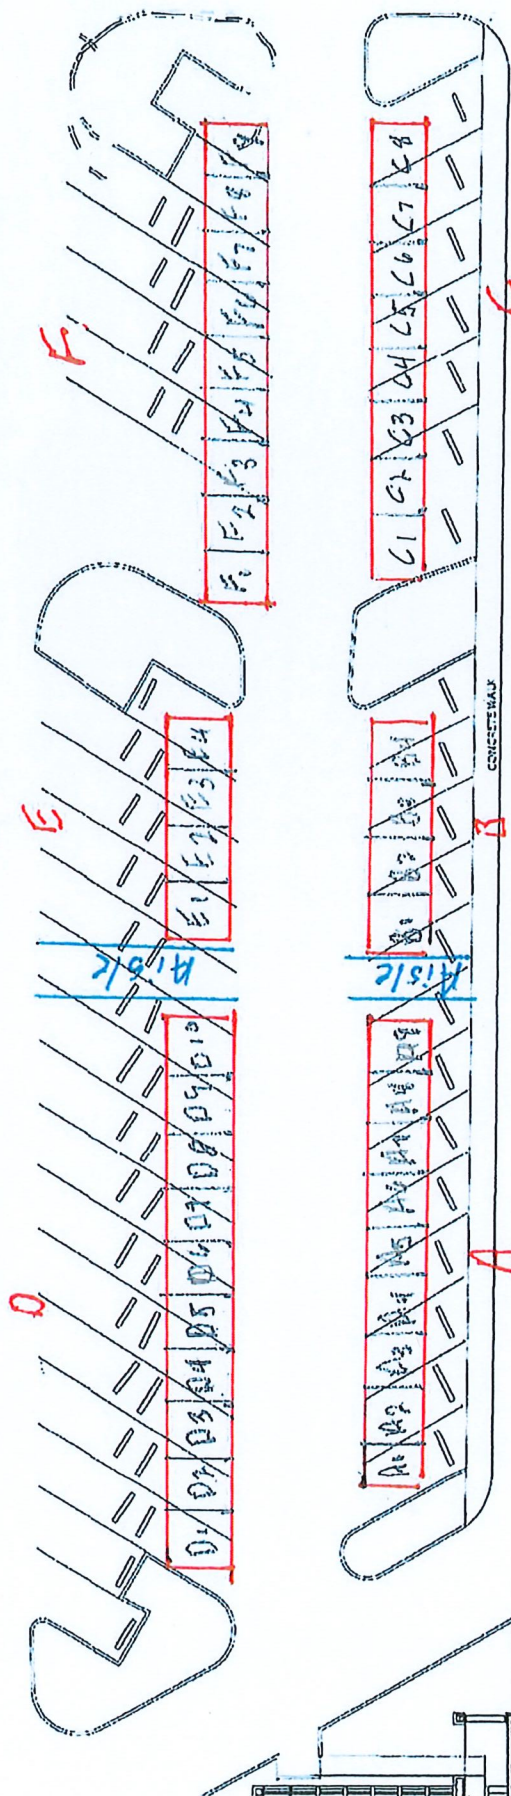 F
F1 F2 F3 F4 F5 F6 F7 F8
C1 C2 C3 C4 C5 C6 C7 C8
C
E
E1 E2 E3 E4
B1 B2 B3 B4
B
CONCRETE WALK
Aisle
Aisle
D
D1 D2 D3 D4 D5 D6 D7 D8 D9 D10
A1 A2 A3 A4 A5 A6 A7 A8
A